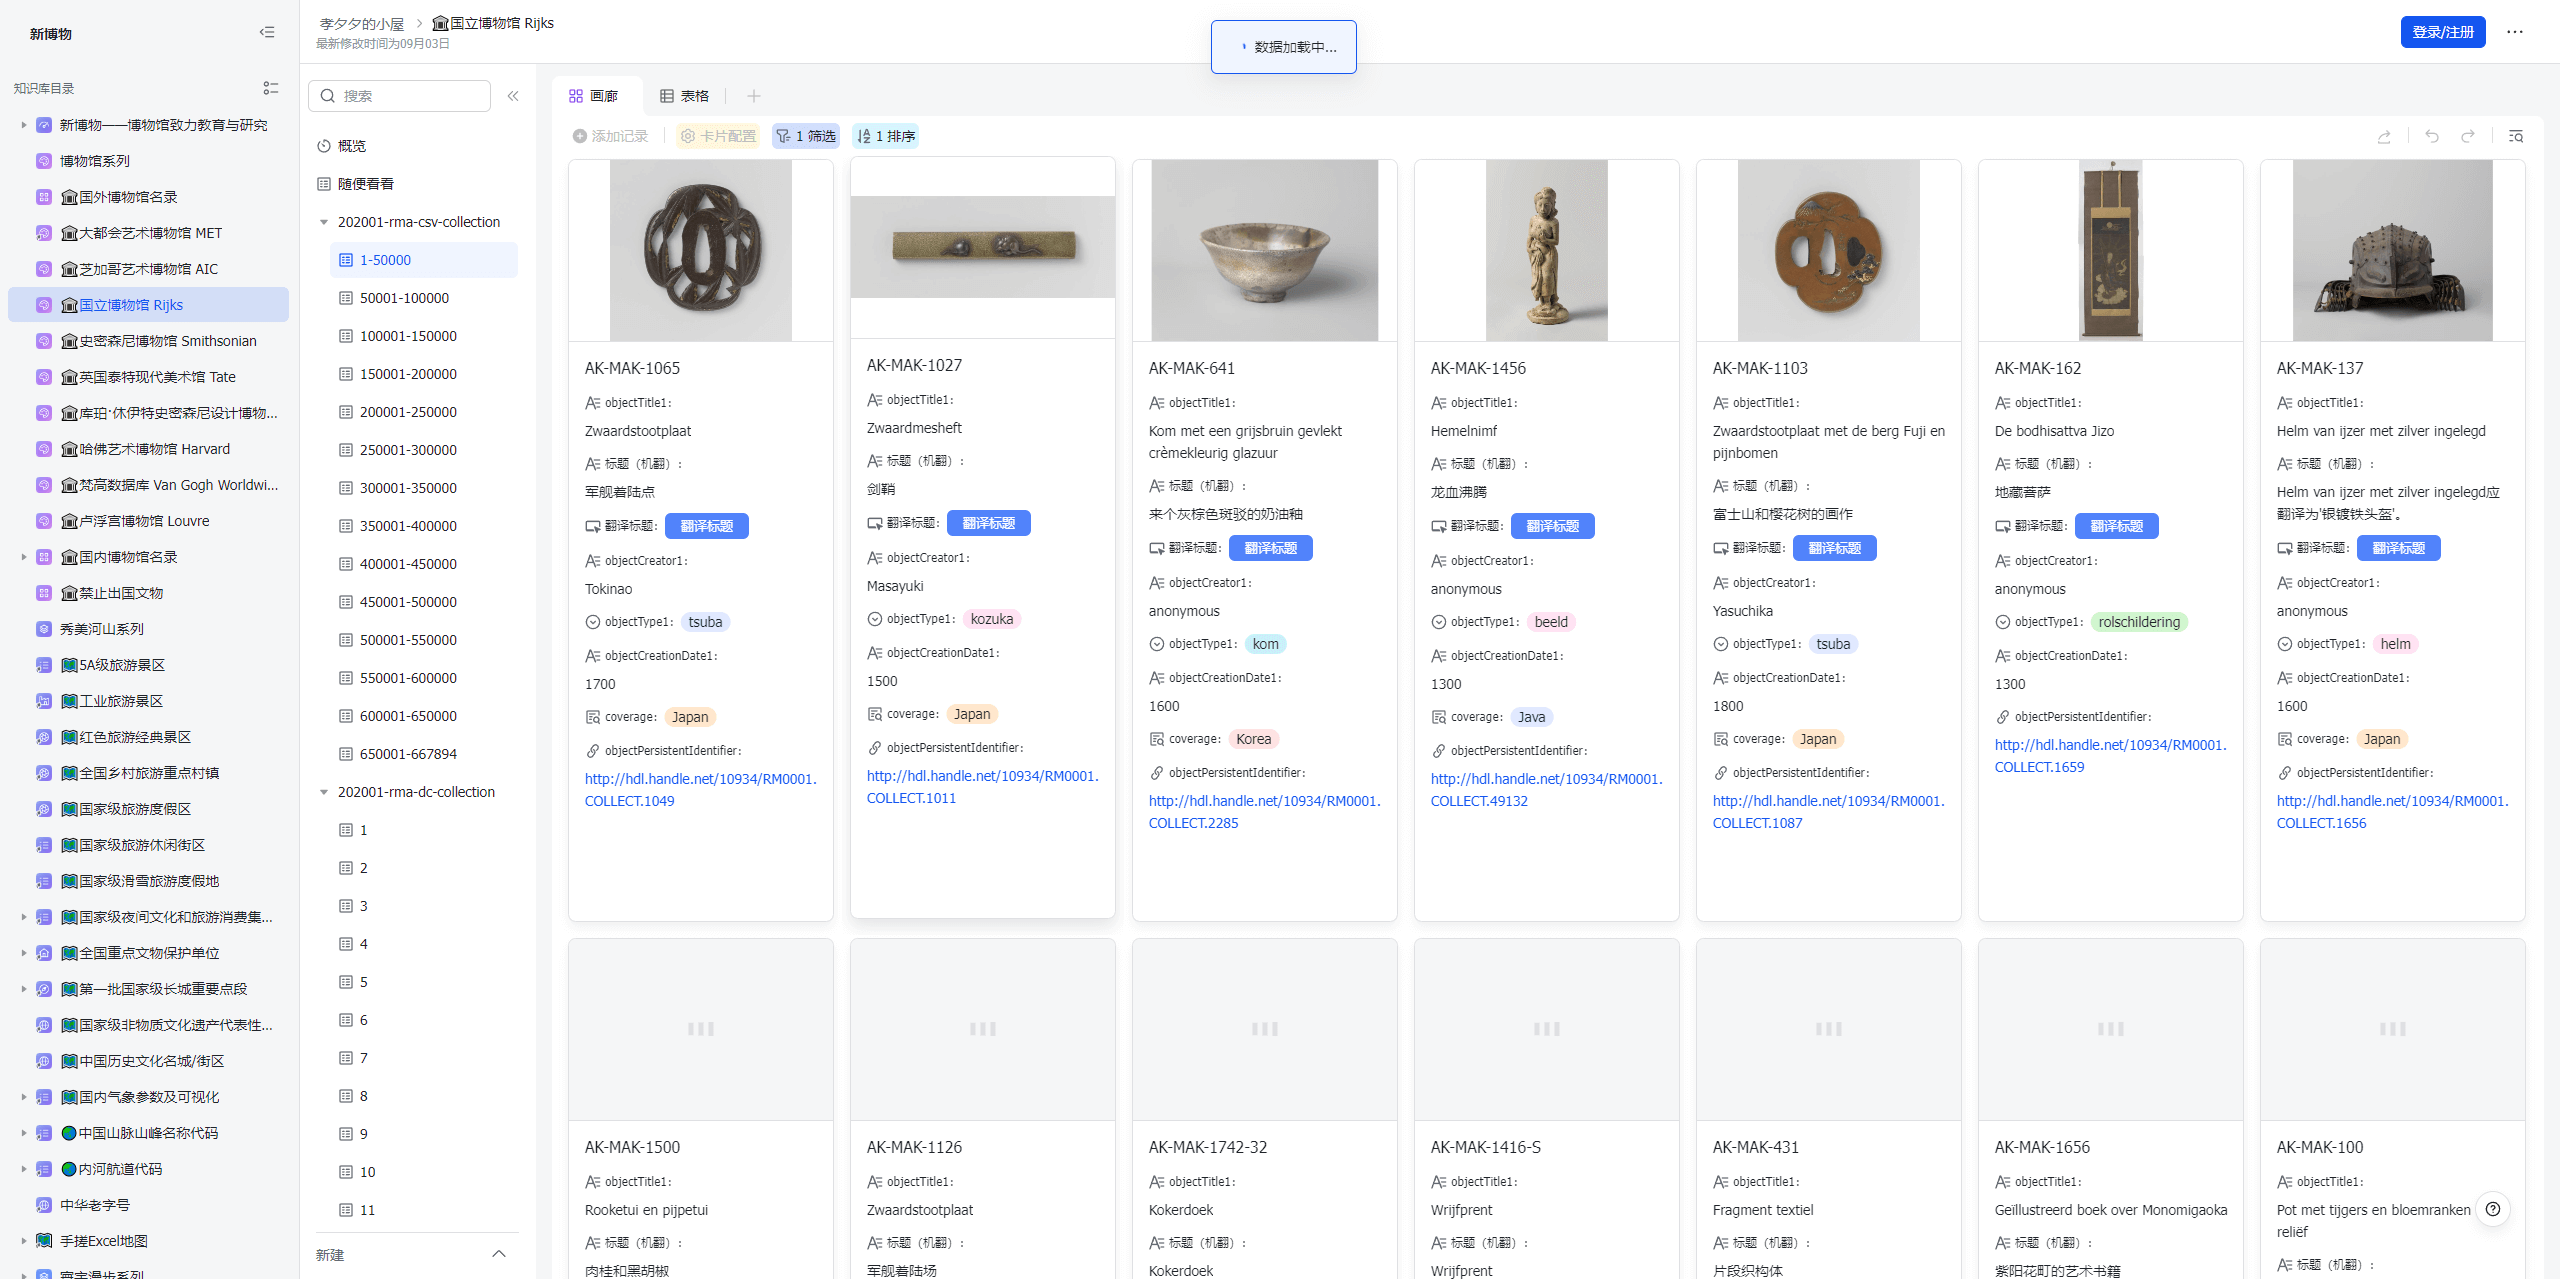 新博物
知识库目录
新博物——博物馆致力教育与研究
博物馆系列
国外博物馆名录
大都会艺术博物馆 MET
芝加哥艺术博物馆 AIC
国立博物馆 Rijks
史密森尼博物馆 Smithsonian
英国泰特现代美术馆 Tate
库珀·休伊特史密森尼设计博物...
哈佛艺术博物馆 Harvard
梵高数据库 Van Gogh Worldwi...
卢浮宫博物馆 Louvre
国内博物馆名录
禁止出国文物
秀美河山系列
5A级旅游景区
工业旅游景区
红色旅游经典景区
全国乡村旅游重点村镇
国家级旅游度假区
国家级旅游休闲街区
国家级滑雪旅游度假地
国家级夜间文化和旅游消费集...
全国重点文物保护单位
第一批国家级长城重要点段
国家级非物质文化遗产代表性...
中国历史文化名城/街区
国内气象参数及可视化
中国山脉山峰名称代码
内河航道代码
中华老字号
手搓Excel地图
寰宇漫步系列
孝夕夕的小屋 > 国立博物馆 Rijks
最新修改时间为09月03日
数据加载中...
登录/注册
搜索
概览
随便看看
202001-rma-csv-collection
1-50000
50001-100000
100001-150000
150001-200000
200001-250000
250001-300000
300001-350000
350001-400000
400001-450000
450001-500000
500001-550000
550001-600000
600001-650000
650001-667894
202001-rma-dc-collection
1
2
3
4
5
6
7
8
9
10
11
新建
画廊 表格
添加记录 卡片配置 1 筛选 1 排序
AK-MAK-1065
objectTitle1:
Zwaardstootplaat
标题（机翻）:
军舰着陆点
翻译标题: 翻译标题
objectCreator1:
Tokinao
objectType1: tsuba
objectCreationDate1:
1700
coverage: Japan
objectPersistentIdentifier:
http://hdl.handle.net/10934/RM0001.
COLLECT.1049
AK-MAK-1027
objectTitle1:
Zwaardmesheft
标题（机翻）:
剑鞘
翻译标题: 翻译标题
objectCreator1:
Masayuki
objectType1: kozuka
objectCreationDate1:
1500
coverage: Japan
objectPersistentIdentifier:
http://hdl.handle.net/10934/RM0001.
COLLECT.1011
AK-MAK-641
objectTitle1:
Kom met een grijsbruin gevlekt
crèmekleurig glazuur
标题（机翻）:
来个灰棕色斑驳的奶油釉
翻译标题: 翻译标题
objectCreator1:
anonymous
objectType1: kom
objectCreationDate1:
1600
coverage: Korea
objectPersistentIdentifier:
http://hdl.handle.net/10934/RM0001.
COLLECT.2285
AK-MAK-1456
objectTitle1:
Hemelnimf
标题（机翻）:
龙血沸腾
翻译标题: 翻译标题
objectCreator1:
anonymous
objectType1: beeld
objectCreationDate1:
1300
coverage: Java
objectPersistentIdentifier:
http://hdl.handle.net/10934/RM0001.
COLLECT.49132
AK-MAK-1103
objectTitle1:
Zwaardstootplaat met de berg Fuji en
pijnbomen
标题（机翻）:
富士山和樱花树的画作
翻译标题: 翻译标题
objectCreator1:
Yasuchika
objectType1: tsuba
objectCreationDate1:
1800
coverage: Japan
objectPersistentIdentifier:
http://hdl.handle.net/10934/RM0001.
COLLECT.1087
AK-MAK-162
objectTitle1:
De bodhisattva Jizo
标题（机翻）:
地藏菩萨
翻译标题: 翻译标题
objectCreator1:
anonymous
objectType1: rolschildering
objectCreationDate1:
1300
objectPersistentIdentifier:
http://hdl.handle.net/10934/RM0001.
COLLECT.1659
AK-MAK-137
objectTitle1:
Helm van ijzer met zilver ingelegd
标题（机翻）:
Helm van ijzer met zilver ingelegd应
翻译为'银镀铁头盔'。
翻译标题: 翻译标题
objectCreator1:
anonymous
objectType1: helm
objectCreationDate1:
1600
coverage: Japan
objectPersistentIdentifier:
http://hdl.handle.net/10934/RM0001.
COLLECT.1656
AK-MAK-1500
objectTitle1:
Rooketui en pijpetui
标题（机翻）:
肉桂和黑胡椒
AK-MAK-1126
objectTitle1:
Zwaardstootplaat
标题（机翻）:
军舰着陆场
AK-MAK-1742-32
objectTitle1:
Kokerdoek
标题（机翻）:
Kokerdoek
AK-MAK-1416-S
objectTitle1:
Wrijfprent
标题（机翻）:
Wrijfprent
AK-MAK-431
objectTitle1:
Fragment textiel
标题（机翻）:
片段织构体
AK-MAK-1656
objectTitle1:
Geïllustreerd boek over Monomigaoka
标题（机翻）:
紫阳花町的艺术书籍
AK-MAK-100
objectTitle1:
Pot met tijgers en bloemranken
reliëf
标题（机翻）: